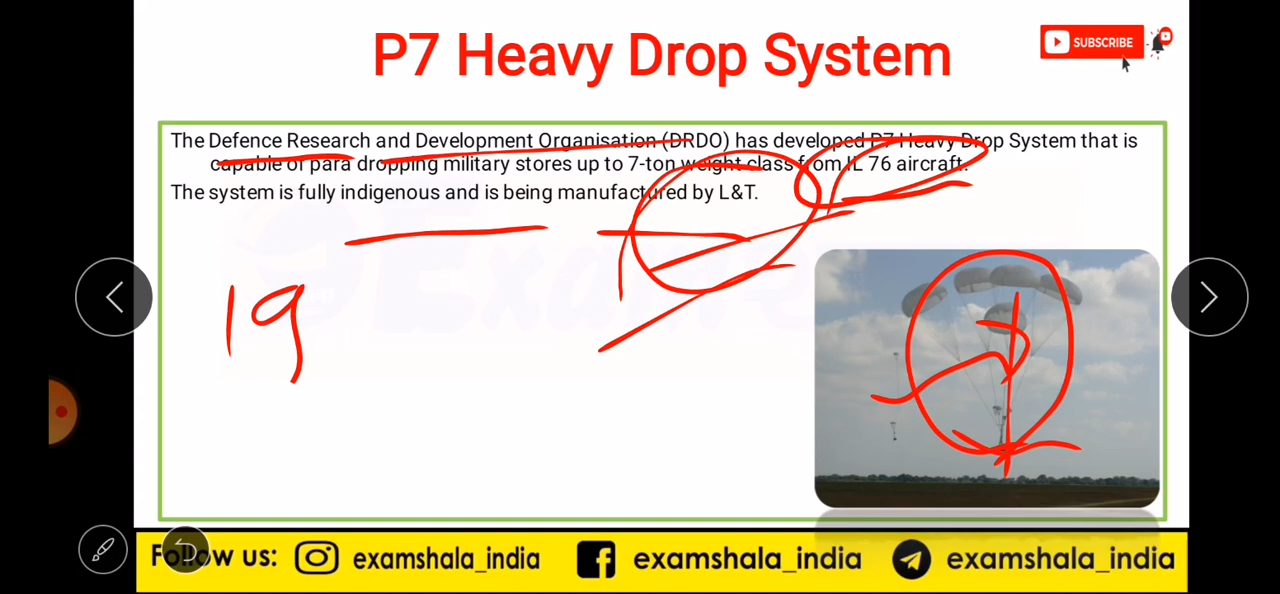 P7 Heavy Drop System
SUBSCRIBE
The Defence Research and Development Organisation (DRDO) has developed P7 Heavy Drop System that is
capable of para dropping military stores up to 7-ton weight class from IL 76 aircraft.
The system is fully indigenous and is being manufactured by L&T.
19
Follow us: examshala_india examshala_india examshala_india